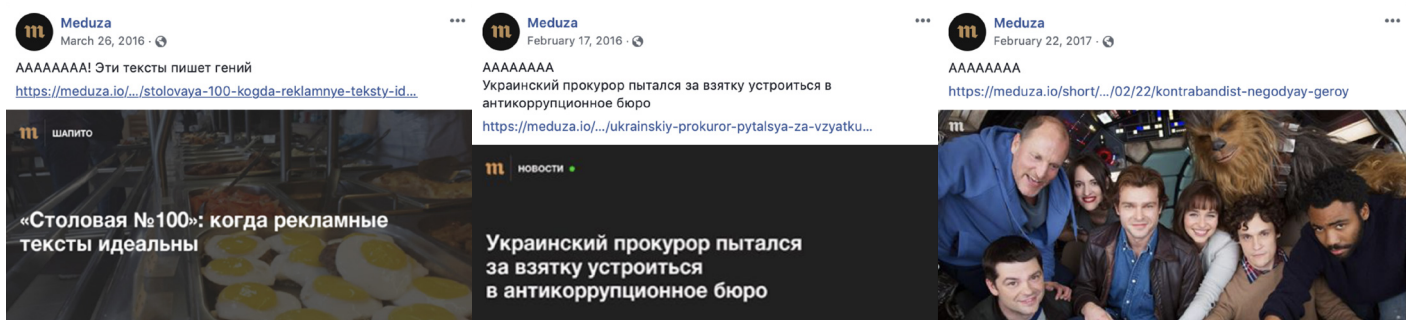 Meduza
March 26, 2016 ·
АААААААА! Эти тексты пишет гений
https://meduza.io/.../stolovaya-100-kogda-reklamnye-teksty-id...
m ШАПИТО
«Столовая №100»: когда рекламные
тексты идеальны
Meduza
February 17, 2016 ·
АААААААА
Украинский прокурор пытался за взятку устроиться в
антикоррупционное бюро
https://meduza.io/.../ukrainskiy-prokuror-pytalsya-za-vzyatku...
m НОВОСТИ
Украинский прокурор пытался
за взятку устроиться
в антикоррупционное бюро
Meduza
February 22, 2017 ·
АААААААА
https://meduza.io/short/.../02/22/kontrabandist-negodyay-geroy
m